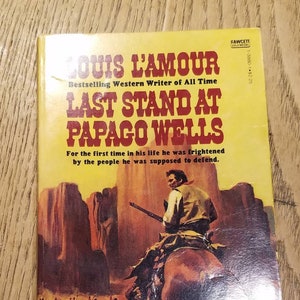 LOUIS L'AMOUR
FAWCETT
Bestselling Western Writer of All Time
LAST STAND AT
PAPAGO WELLS
For the first time in his life he was frightened
by the people he was supposed to defend.